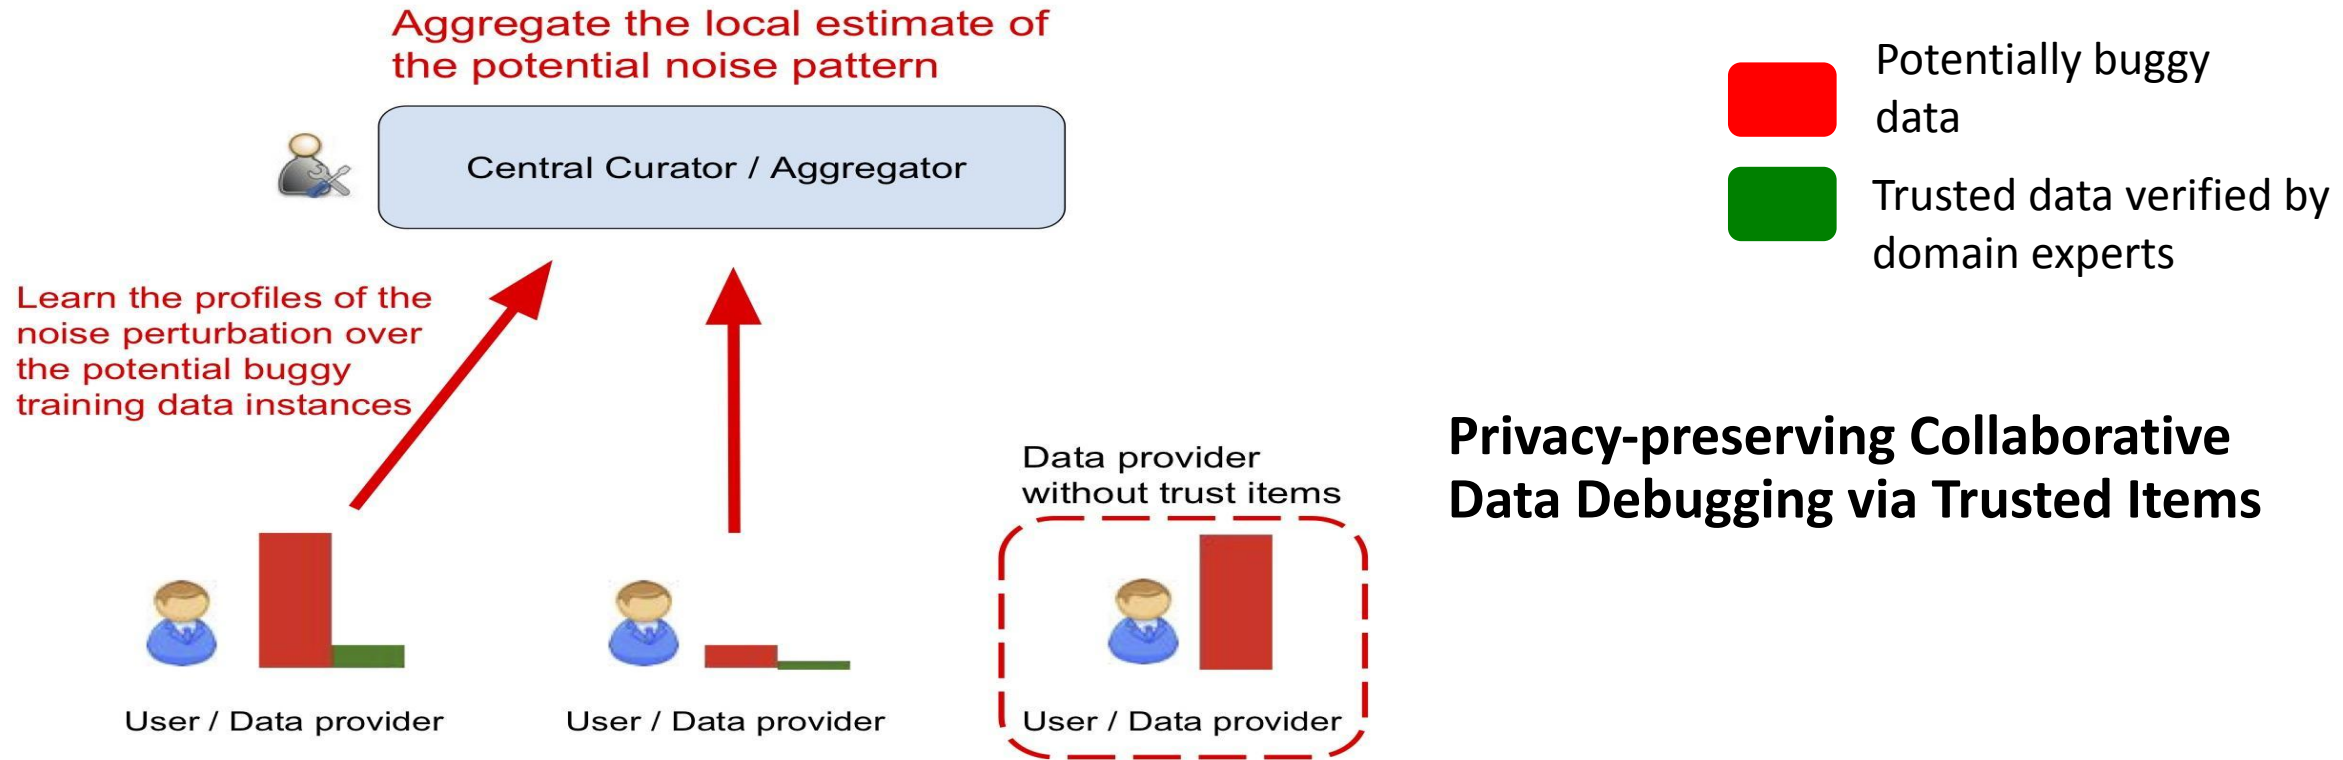 Aggregate the local estimate of
the potential noise pattern
Central Curator / Aggregator
Potentially buggy
data
Trusted data verified by
domain experts
Learn the profiles of the
noise perturbation over
the potential buggy
training data instances
Privacy-preserving Collaborative
Data Debugging via Trusted Items
Data provider
without trust items
User / Data provider
User / Data provider
User / Data provider